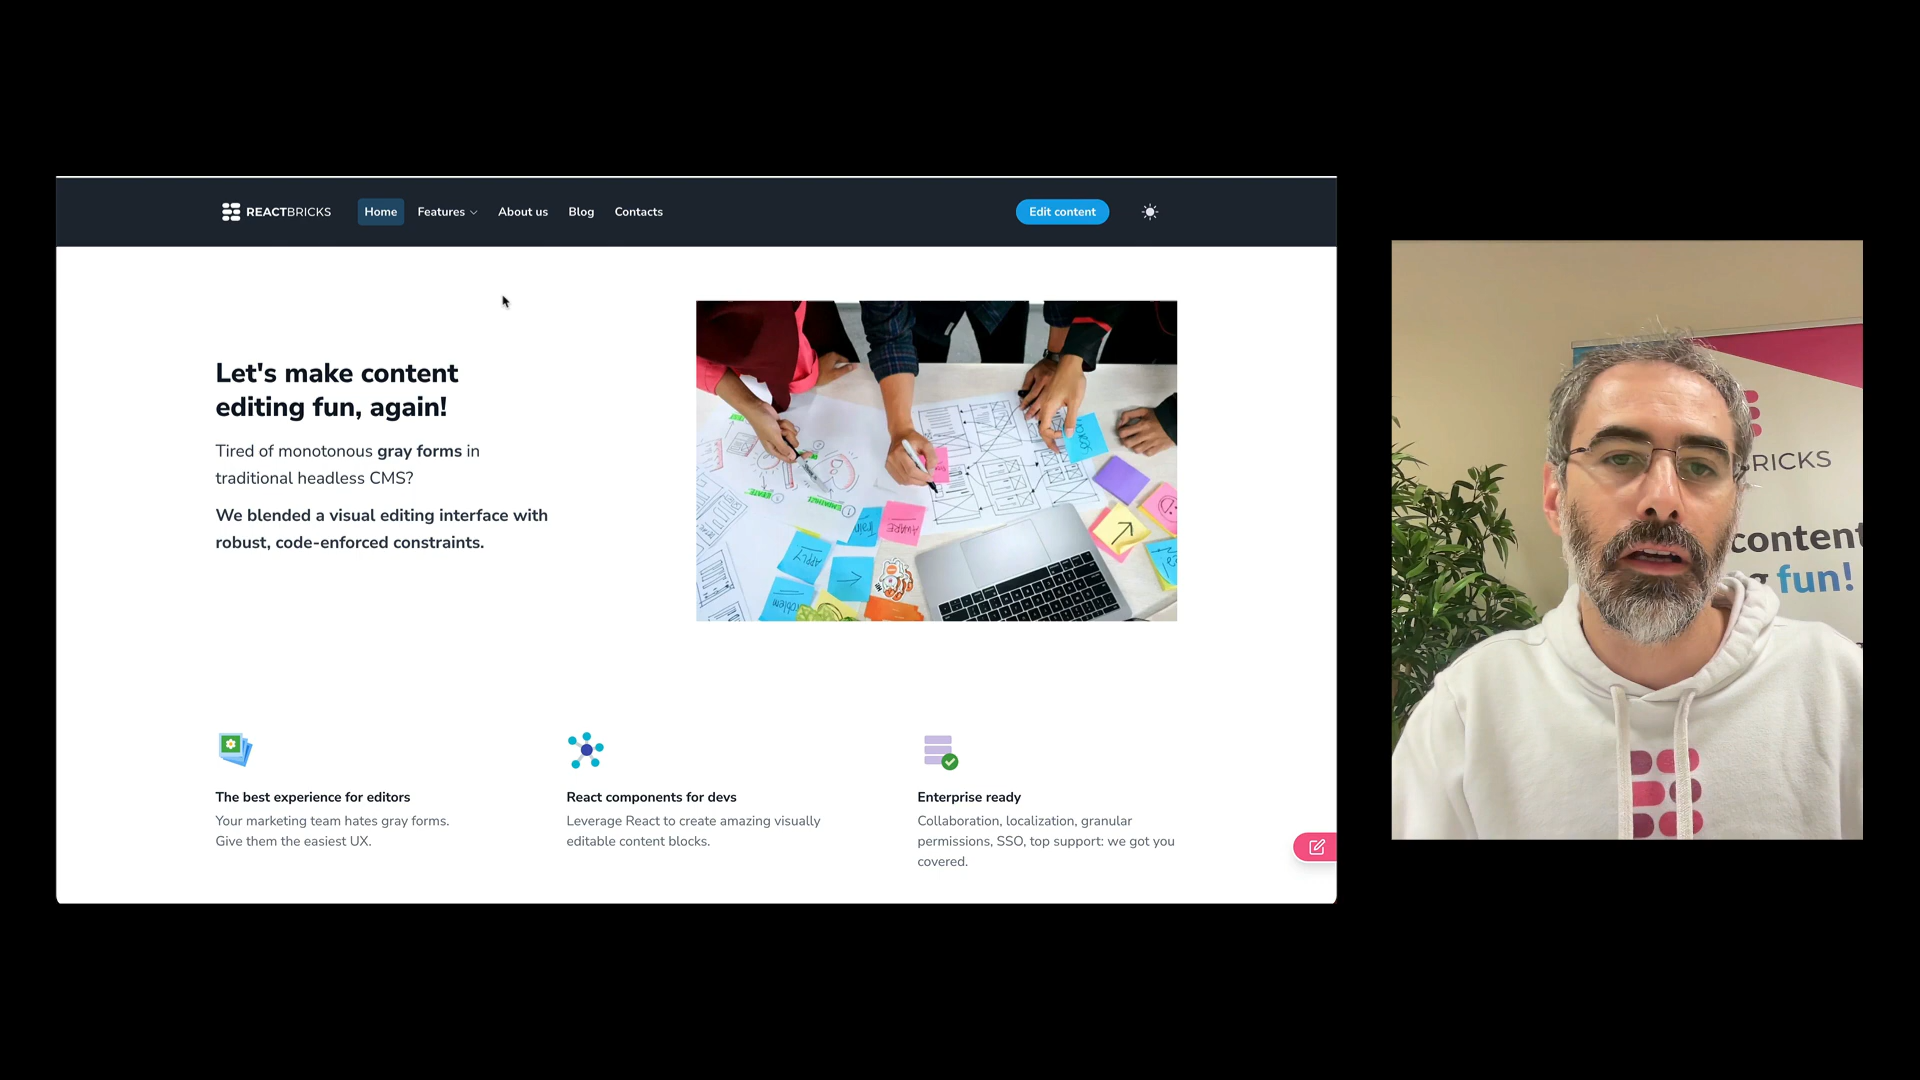 REACTBRICKS
Home
Features
About us
Blog
Contacts
Edit content
Let's make content
editing fun, again!
Tired of monotonous gray forms in
traditional headless CMS?
We blended a visual editing interface with
robust, code-enforced constraints.
The best experience for editors
Your marketing team hates gray forms.
Give them the easiest UX.
React components for devs
Leverage React to create amazing visually
editable content blocks.
Enterprise ready
Collaboration, localization, granular
permissions, SSO, top support: we got you
covered.
AWARE
Train
APPLY
RICKS
content
g fun!